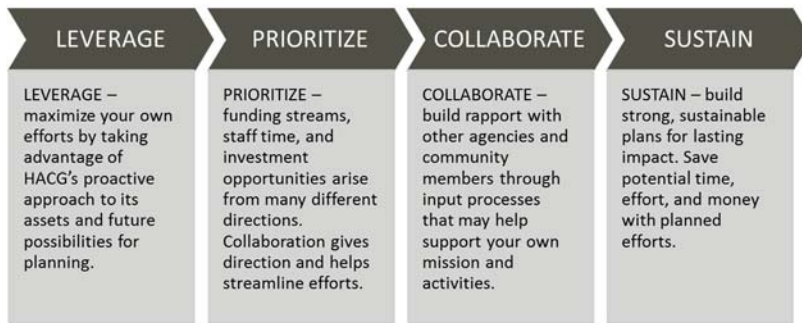 LEVERAGE
PRIORITIZE
COLLABORATE
SUSTAIN
LEVERAGE –
maximize your own
efforts by taking
advantage of
HACG's proactive
approach to its
assets and future
possibilities for
planning.
PRIORITIZE –
funding streams,
staff time, and
investment
opportunities arise
from many different
directions.
Collaboration gives
direction and helps
streamline efforts.
COLLABORATE –
build rapport with
other agencies and
community
members through
input processes
that may help
support your own
mission and
activities.
SUSTAIN – build
strong, sustainable
plans for lasting
impact. Save
potential time,
effort, and money
with planned
efforts.